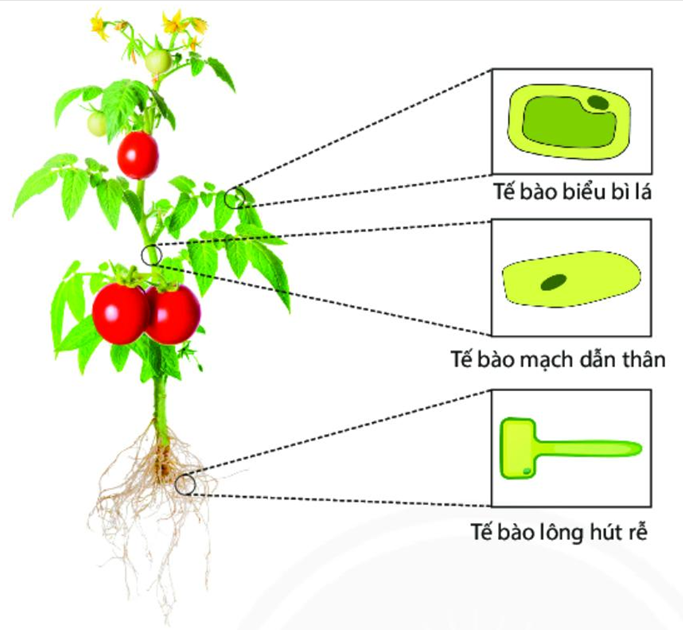 Tế bào biểu bì lá
Tế bào mạch dẫn thân
Tế bào lông hút rễ